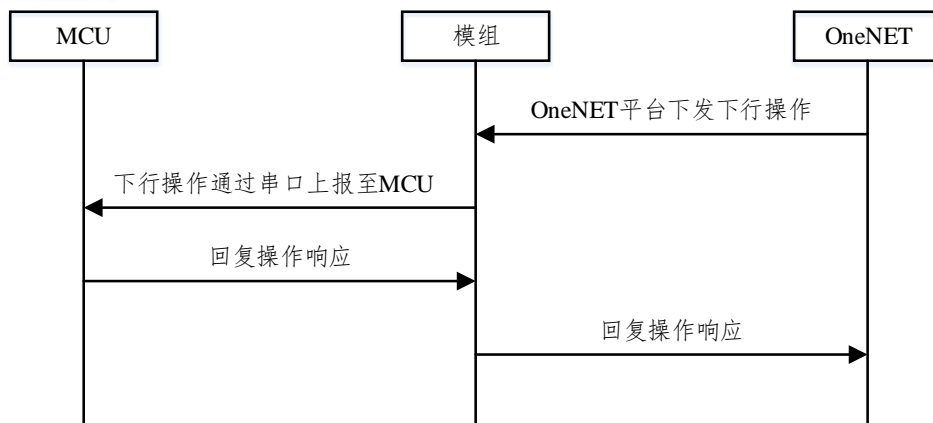 MCU
模组
OneNET
OneNET平台下发下行操作
下行操作通过串口上报至MCU
回复操作响应
回复操作响应